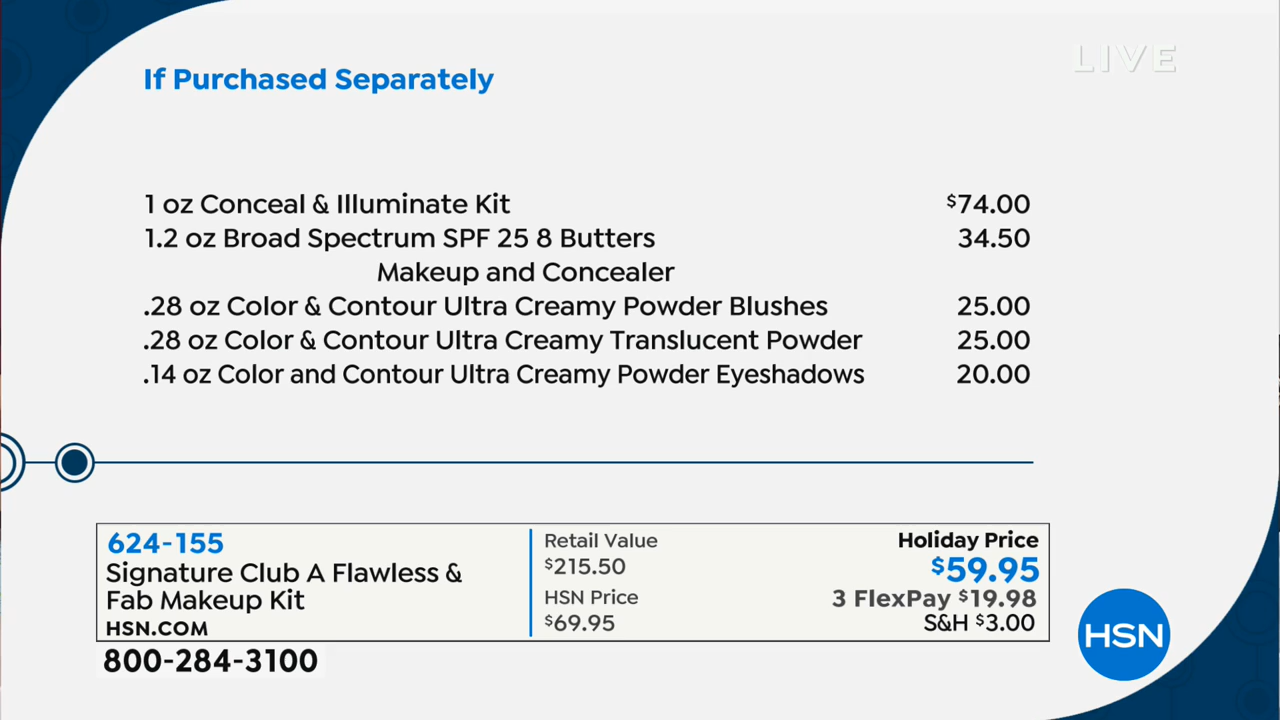 LIVE
If Purchased Separately
1 oz Conceal & Illuminate Kit $74.00
1.2 oz Broad Spectrum SPF 25 8 Butters 34.50
Makeup and Concealer
.28 oz Color & Contour Ultra Creamy Powder Blushes 25.00
.28 oz Color & Contour Ultra Creamy Translucent Powder 25.00
.14 oz Color and Contour Ultra Creamy Powder Eyeshadows 20.00
624-155
Signature Club A Flawless &
Fab Makeup Kit
HSN.COM
Retail Value
$215.50
HSN Price
$69.95
Holiday Price
$59.95
3 FlexPay $19.98
S&H $3.00
800-284-3100
HSN